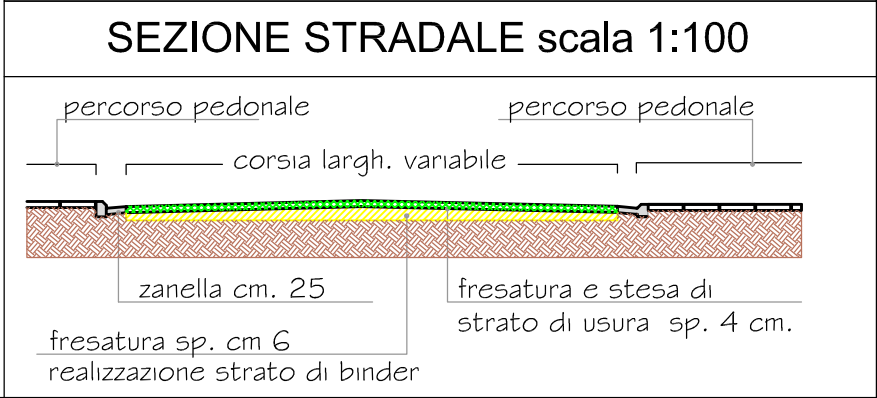 SEZIONE STRADALE scala 1:100
percorso pedonale
percorso pedonale
corsia largh. variabile
zanella cm. 25
fresatura e stesa di
strato di usura sp. 4 cm.
fresatura sp. cm 6
realizzazione strato di binder